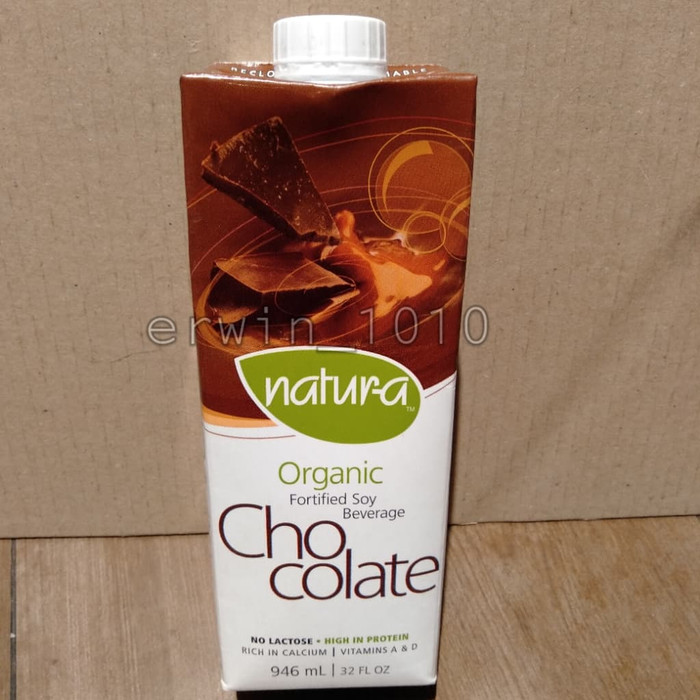 erwin_1010
natur-a
TM
Organic
Fortified Soy
Beverage
Cho
colate
NO LACTOSE • HIGH IN PROTEIN
RICH IN CALCIUM | VITAMINS A & D
946 mL | 32 FL OZ